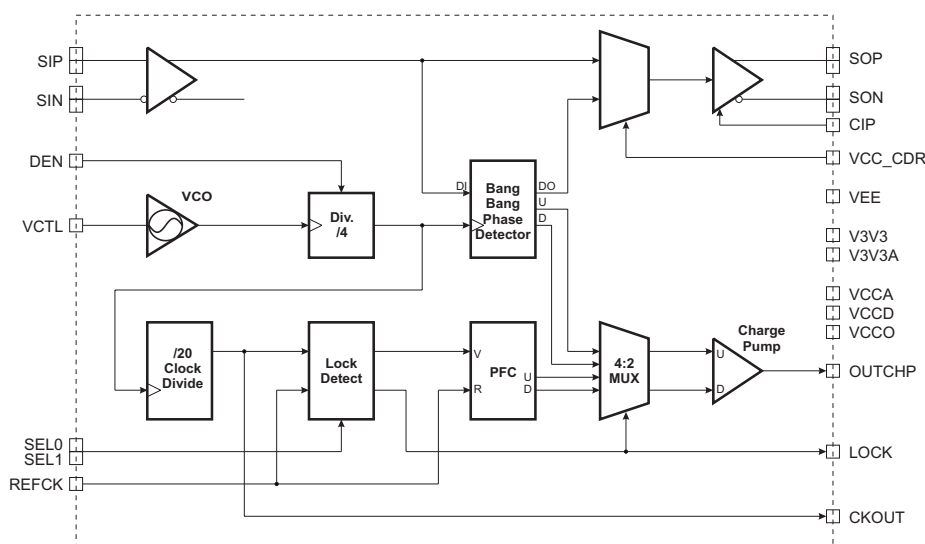 SIP
SIN
DEN
VCTL
VCO
Div.
/4
DI
Bang
Bang
Phase
Detector
DO
U
D
SOP
SON
CIP
VCC_CDR
VEE
V3V3
V3V3A
VCCA
VCCD
VCCO
/20
Clock
Divide
Lock
Detect
V
R
PFC
U
D
4:2
MUX
Charge
Pump
U
D
OUTCHP
SEL0
SEL1
LOCK
REFCK
CKOUT